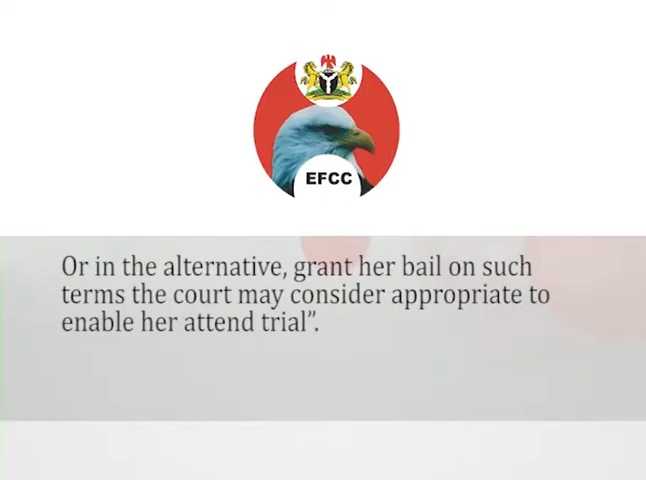 EFCC
Or in the alternative, grant her bail on such
terms the court may consider appropriate to
enable her attend trial”.